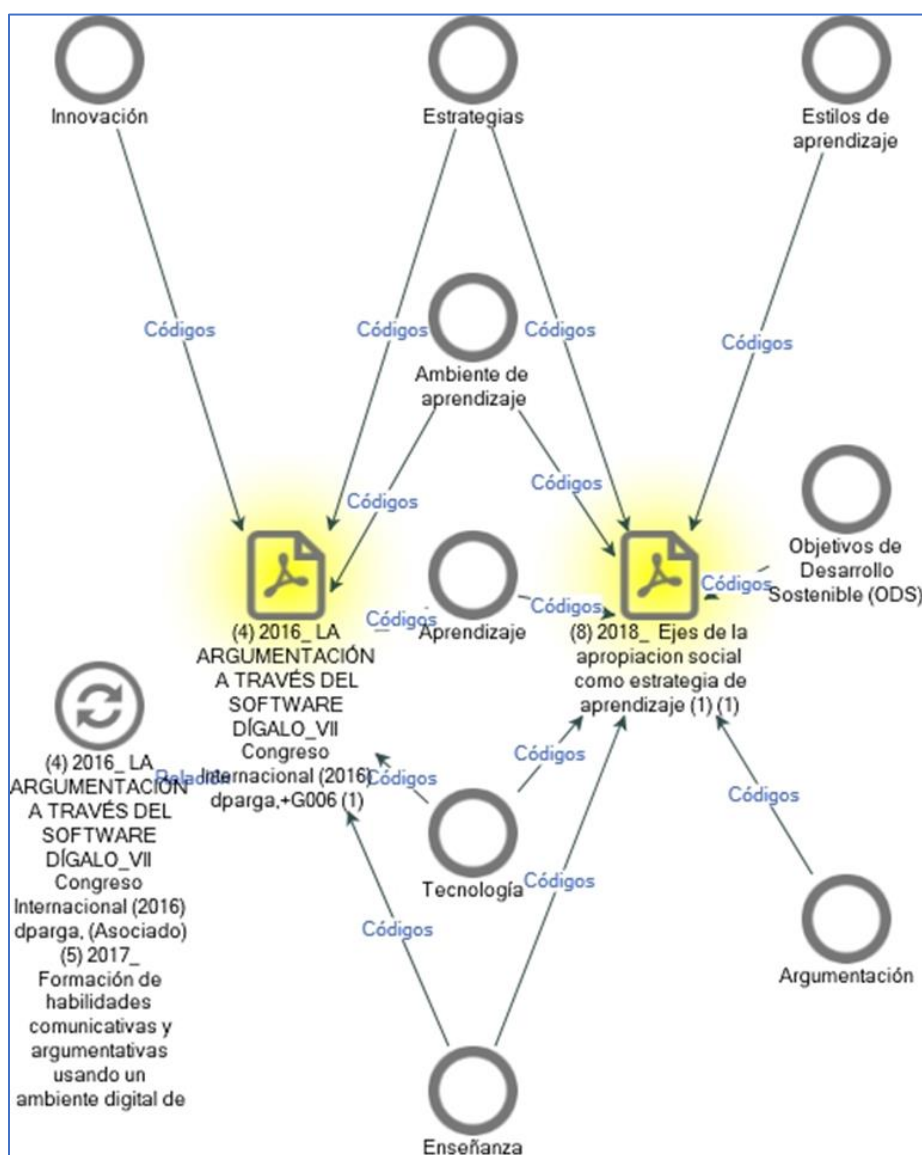 Innovación
Estrategias
Estilos de
aprendizaje
Códigos
Códigos
Códigos
Códigos
Ambiente de
aprendizaje
Códigos
Códigos
Códigos
Objetivos de
Desarrollo
Sostenible (ODS)
Códigos
Aprendizaje
Códigos
(4) 2016_ LA
ARGUMENTACIÓN
A TRAVÉS DEL
SOFTWARE
DÍGALO_VII
Congreso
Internacional (2016)
dparga,+G006 (1)
(8) 2018_ Ejes de la
apropiacion social
como estrategia de
aprendizaje (1) (1)
Relación
Códigos
Códigos
Códigos
(4) 2016_ LA
ARGUMENTACIÓN
A TRAVÉS DEL
SOFTWARE
DÍGALO_VII
Congreso
Internacional (2016)
dparga, (Asociado)
(5) 2017_
Formación de
habilidades
comunicativas y
argumentativas
usando un
ambiente digital de
Tecnología
Códigos
Códigos
Argumentación
Enseñanza